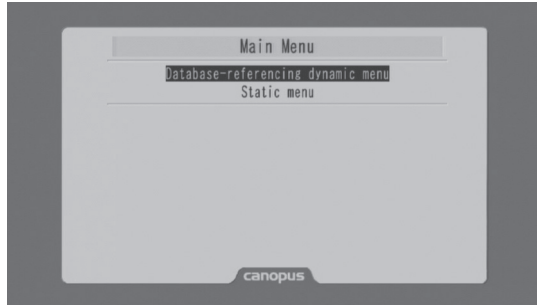 Main Menu
Database-referencing dynamic menu
Static menu
canopus